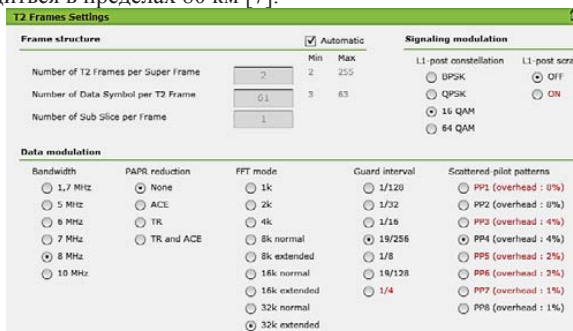 диться в пределах 80 км [7].
T2 Frames Settings
Frame structure Automatic Signaling modulation
Min Max L1-post constellation L1-post scra
Number of T2 Frames per Super Frame 2 2 255 BPSK OFF
Number of Data Symbol per T2 Frame 61 3 63 QPSK ON
Number of Sub Slice per Frame 1 16 QAM
64 QAM
Data modulation
Bandwidth PAPR reduction FFT mode Guard interval Scattered-pilot patterns
1,7 MHz None 1k 1/128 PP1 (overhead : 8%)
5 MHz ACE 2k 1/32 PP2 (overhead : 8%)
6 MHz TR 4k 1/16 PP3 (overhead : 4%)
7 MHz TR and ACE 8k normal 19/256 PP4 (overhead : 4%)
8 MHz 8k extended 1/8 PP5 (overhead : 2%)
10 MHz 16k normal 19/128 PP6 (overhead : 2%)
16k extended 1/4 PP7 (overhead : 1%)
32k normal PP8 (overhead : 1%)
32k extended